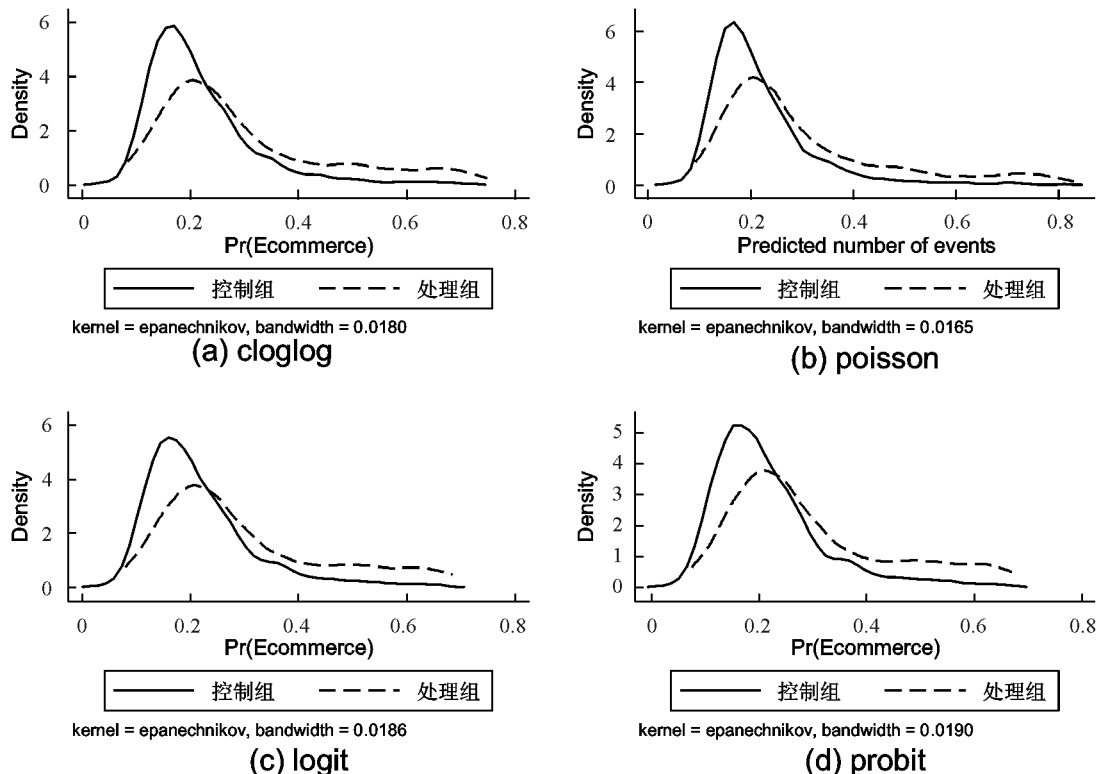 6
4
2
0
Density
0
0.2
0.4
0.6
0.8
Pr(Ecommerce)
控制组
处理组
kernel = epanechnikov, bandwidth = 0.0180
(a) cloglog
6
4
2
0
Density
0
0.2
0.4
0.6
0.8
Predicted number of events
控制组
处理组
kernel = epanechnikov, bandwidth = 0.0165
(b) poisson
6
4
2
0
Density
0
0.2
0.4
0.6
0.8
Pr(Ecommerce)
控制组
处理组
kernel = epanechnikov, bandwidth = 0.0186
(c) logit
5
4
3
2
1
0
Density
0
0.2
0.4
0.6
0.8
Pr(Ecommerce)
控制组
处理组
kernel = epanechnikov, bandwidth = 0.0190
(d) probit